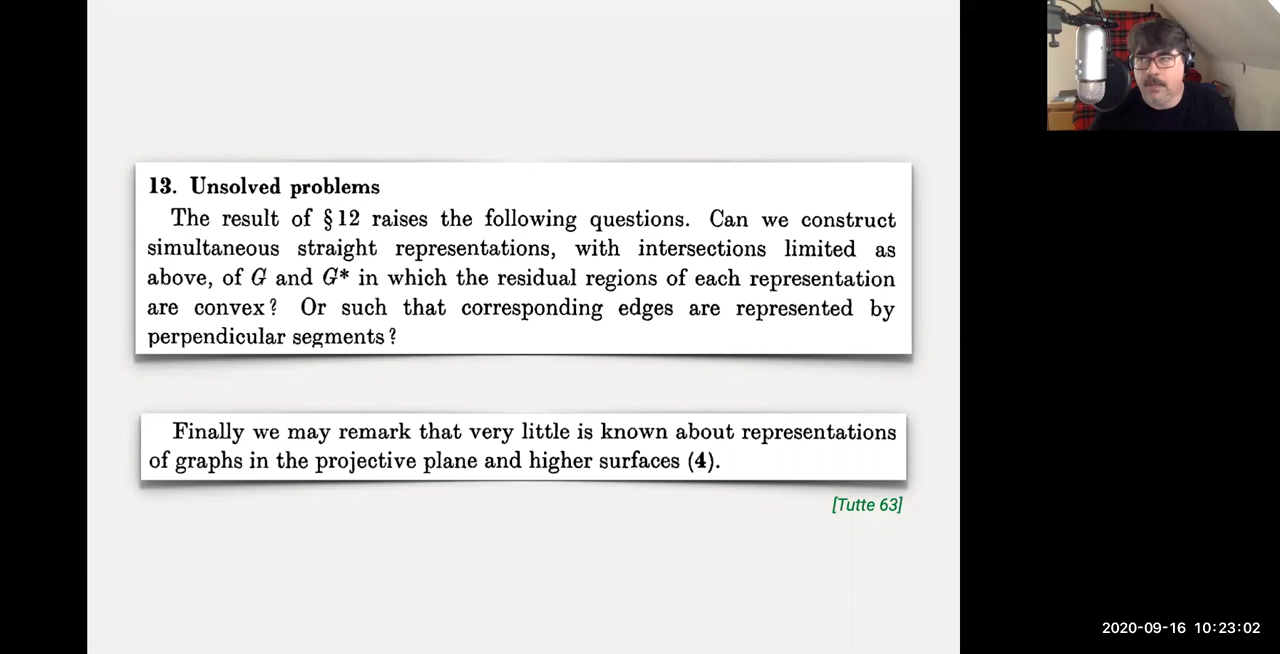 13. Unsolved problems
The result of § 12 raises the following questions. Can we construct
simultaneous straight representations, with intersections limited as
above, of G and G* in which the residual regions of each representation
are convex? Or such that corresponding edges are represented by
perpendicular segments?
Finally we may remark that very little is known about representations
of graphs in the projective plane and higher surfaces (4).
[Tutte 63]
2020-09-16 10:23:02